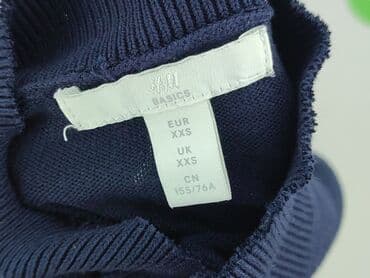 H&M
BASICS
EUR
XXS
UK
XXS
CN
155/76A